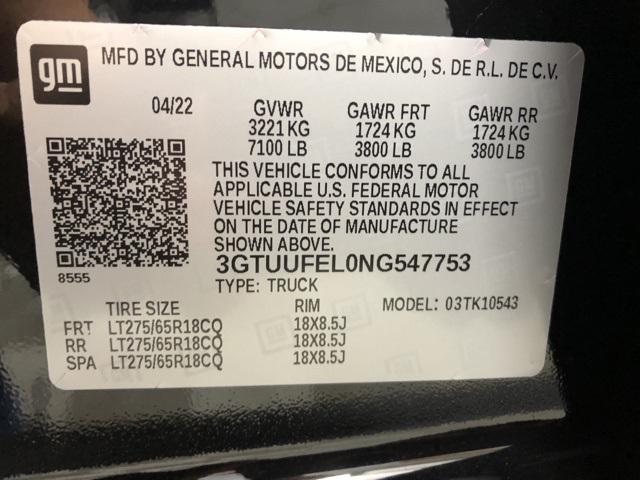 gm
MFD BY GENERAL MOTORS DE MEXICO, S. DE R.L. DE C.V.
04/22 GVWR GAWR FRT GAWR RR
3221 KG 1724 KG 1724 KG
7100 LB 3800 LB 3800 LB
THIS VEHICLE CONFORMS TO ALL
APPLICABLE U.S. FEDERAL MOTOR
VEHICLE SAFETY STANDARDS IN EFFECT
ON THE DATE OF MANUFACTURE
SHOWN ABOVE.
8555 3GTUUFEL0NG547753
TYPE: TRUCK
TIRE SIZE RIM MODEL: 03TK10543
FRT LT275/65R18CQ 18X8.5J
RR LT275/65R18CQ 18X8.5J
SPA LT275/65R18CQ 18X8.5J